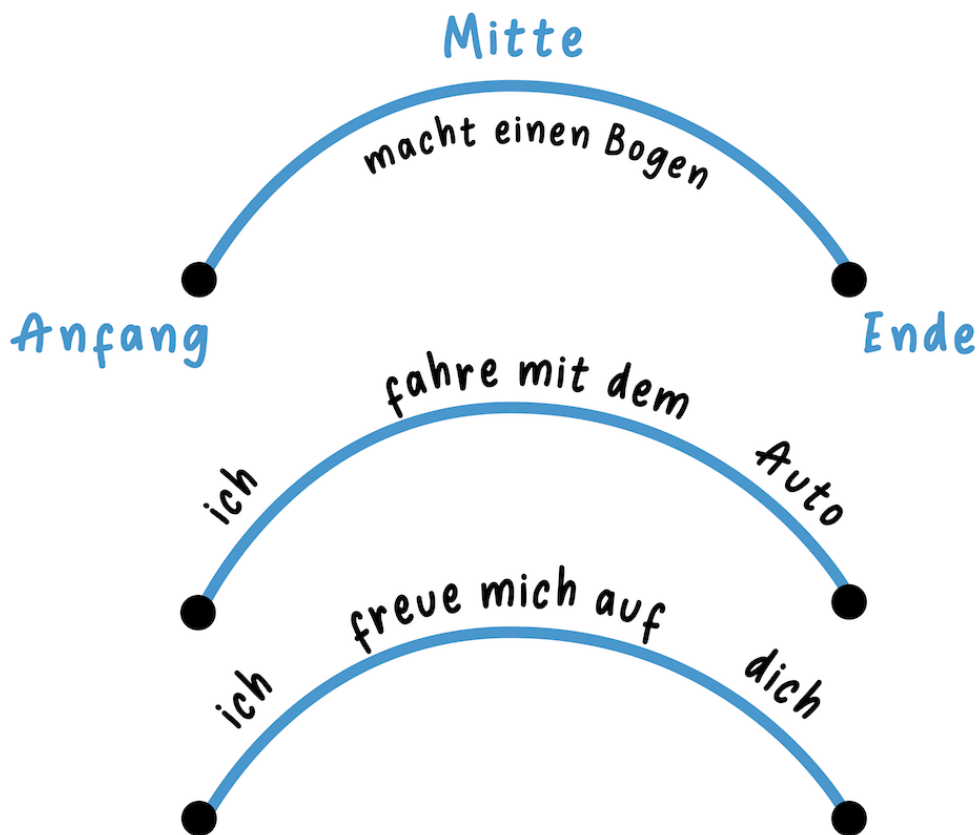 Mitte
macht einen Bogen
Anfang
Ende
ich fahre mit dem Auto
ich freue mich auf dich